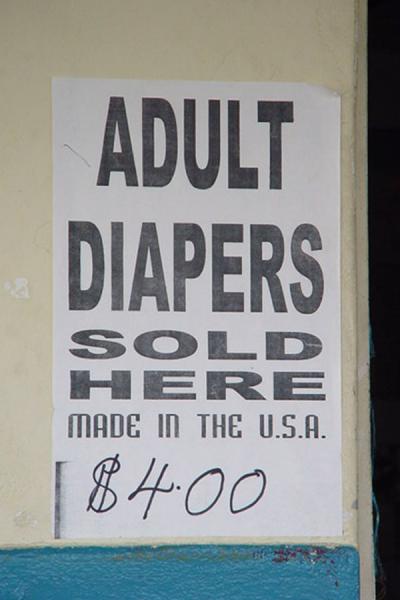 ADULT
DIAPERS
SOLD
HERE
MADE IN THE U.S.A.
$4.00